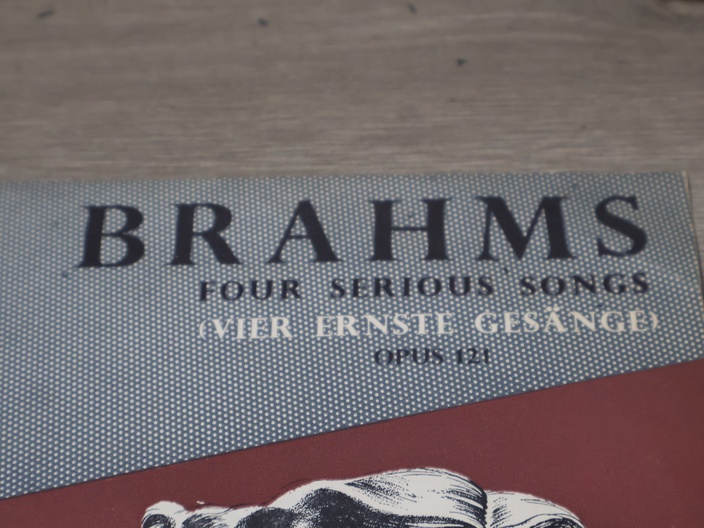 BRAHMS
FOUR SERIOUS SONGS
(VIER ERNSTE GESÄNGE)
OPUS 121